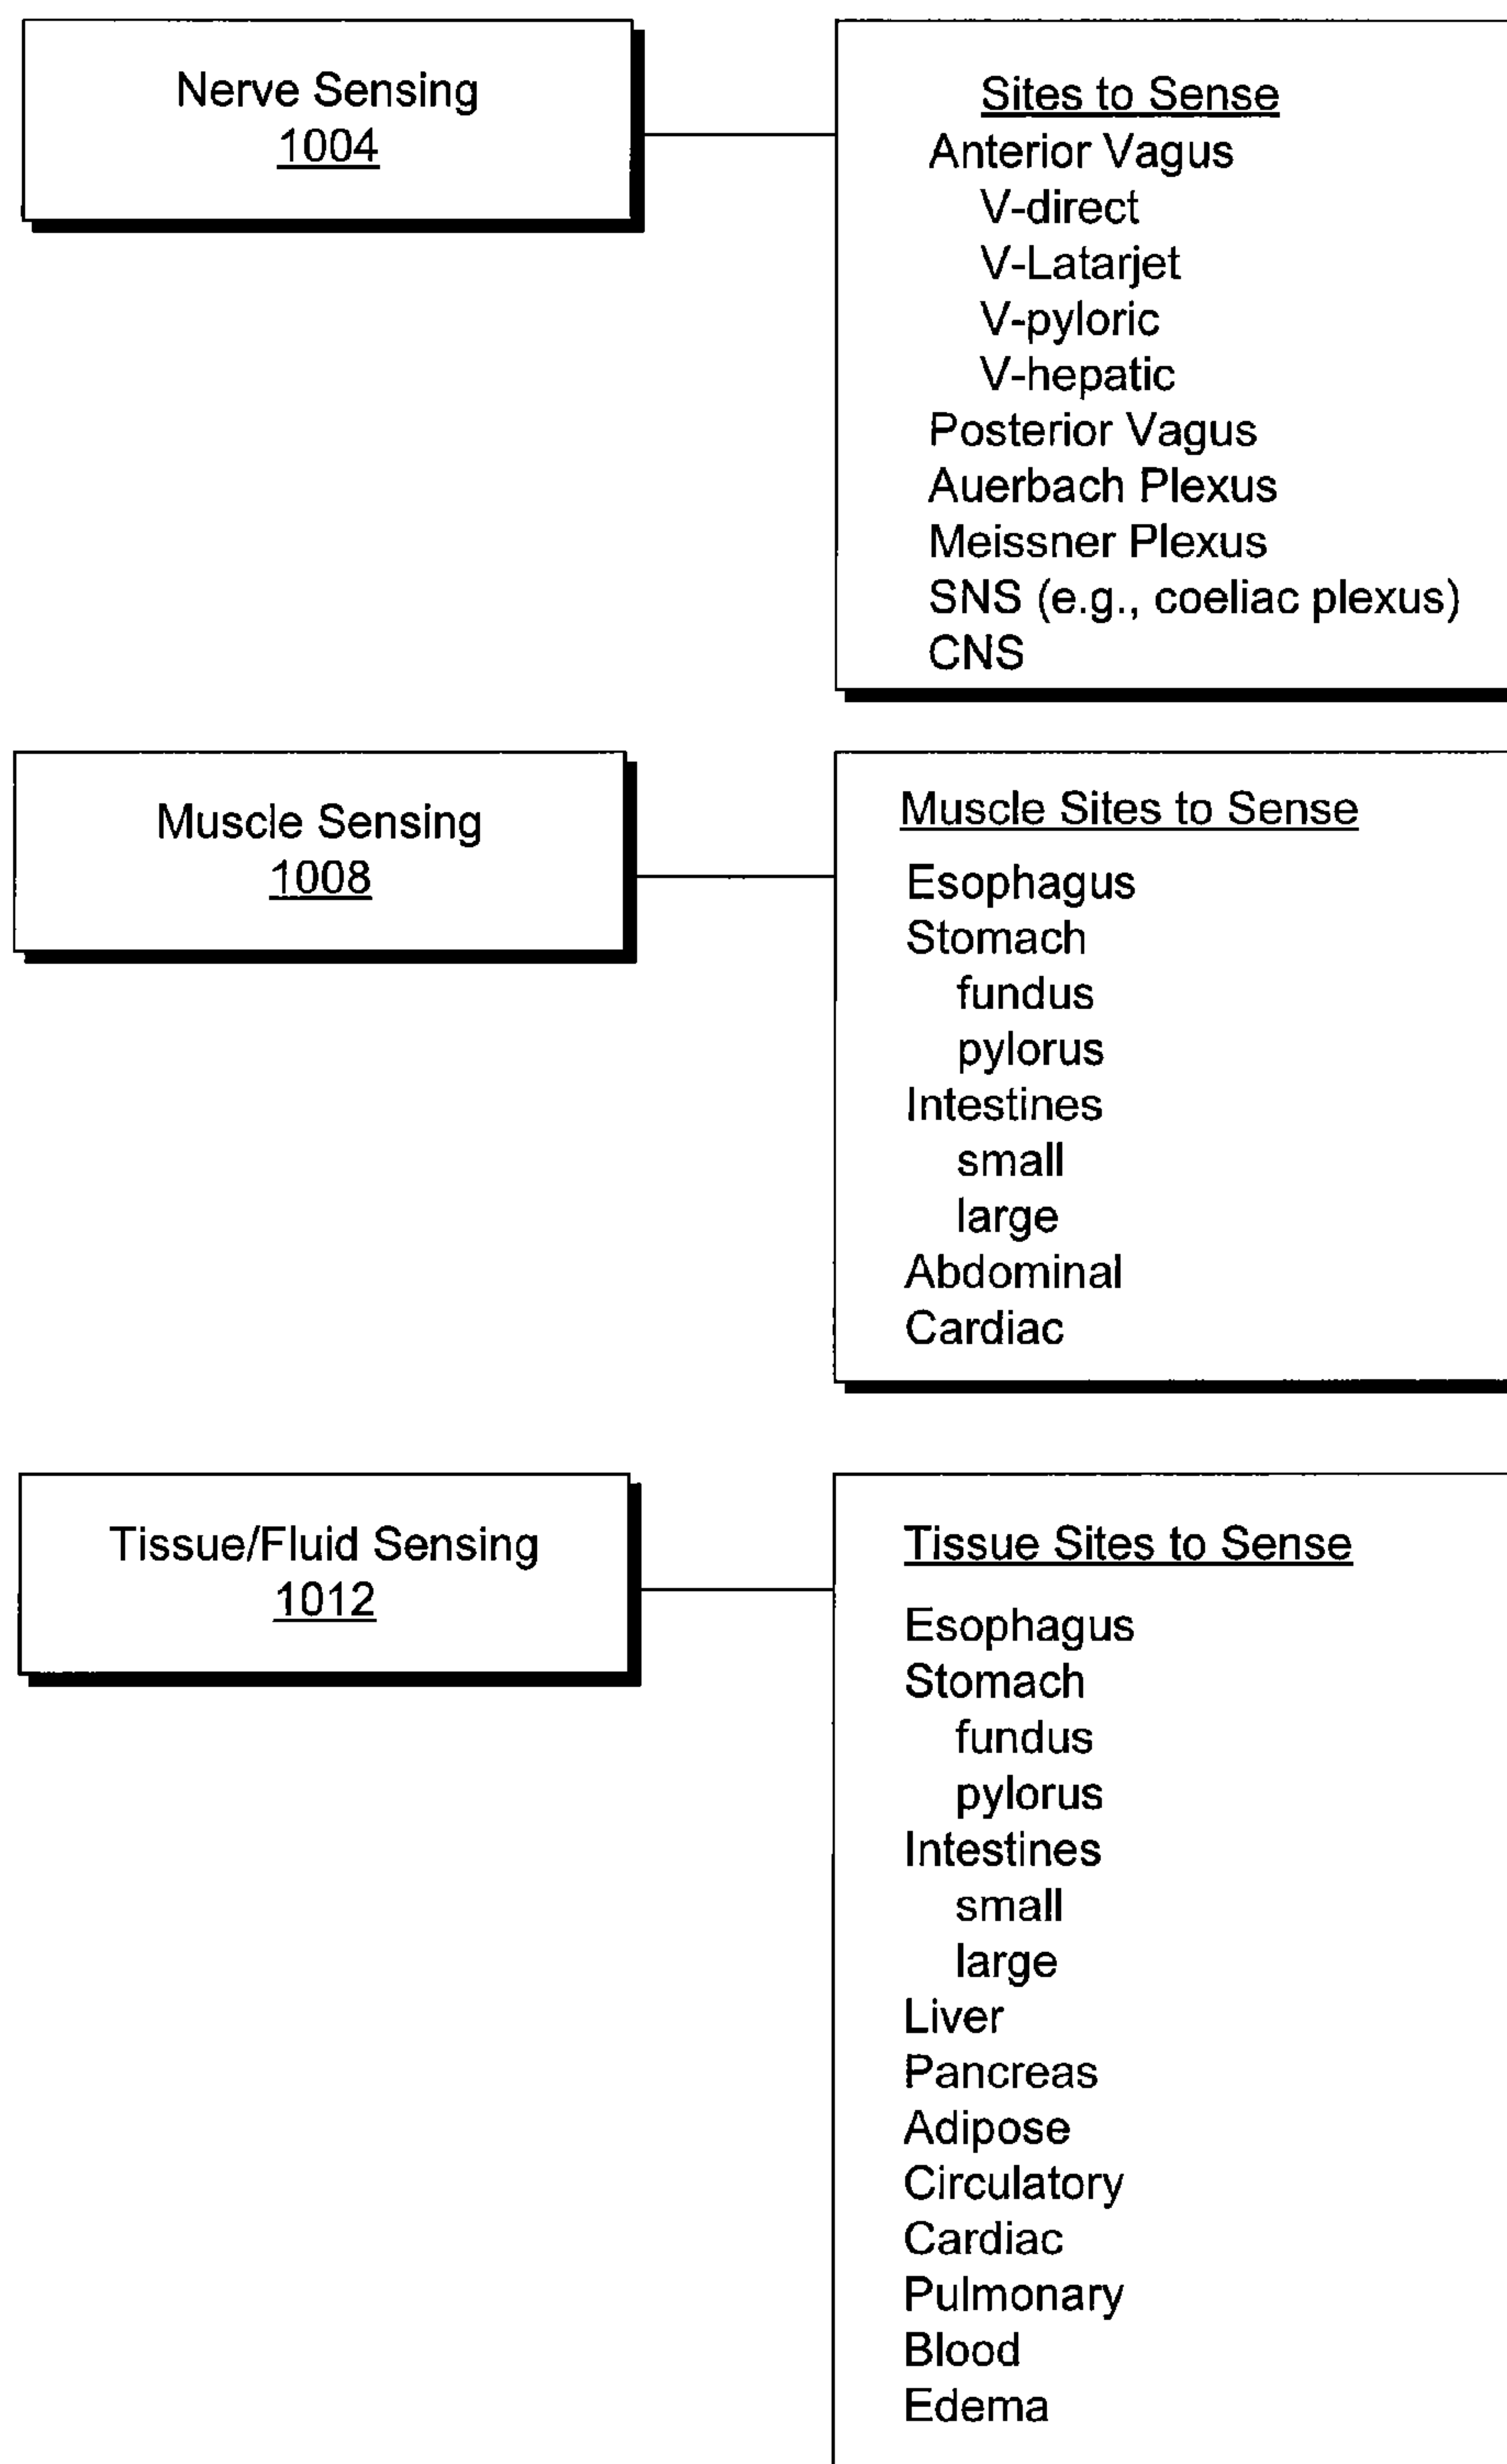 Nerve Sensing
1004
Sites to Sense
Anterior Vagus
V-direct
V-Latarjet
V-pyloric
V-hepatic
Posterior Vagus
Auerbach Plexus
Meissner Plexus
SNS (e.g., coeliac plexus)
CNS
Muscle Sensing
1008
Muscle Sites to Sense
Esophagus
Stomach
fundus
pylorus
Intestines
small
large
Abdominal
Cardiac
Tissue/Fluid Sensing
1012
Tissue Sites to Sense
Esophagus
Stomach
fundus
pylorus
Intestines
small
large
Liver
Pancreas
Adipose
Circulatory
Cardiac
Pulmonary
Blood
Edema